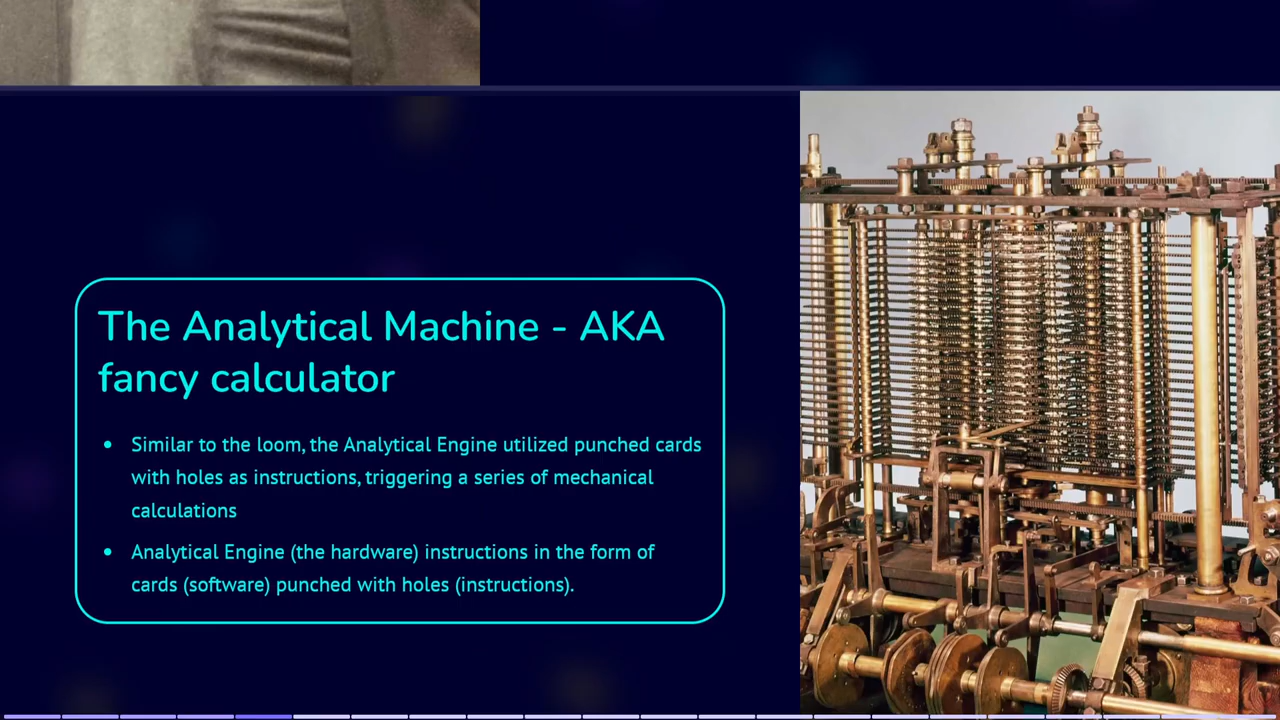 The Analytical Machine - AKA
fancy calculator
• Similar to the loom, the Analytical Engine utilized punched cards
with holes as instructions, triggering a series of mechanical
calculations
• Analytical Engine (the hardware) instructions in the form of
cards (software) punched with holes (instructions).